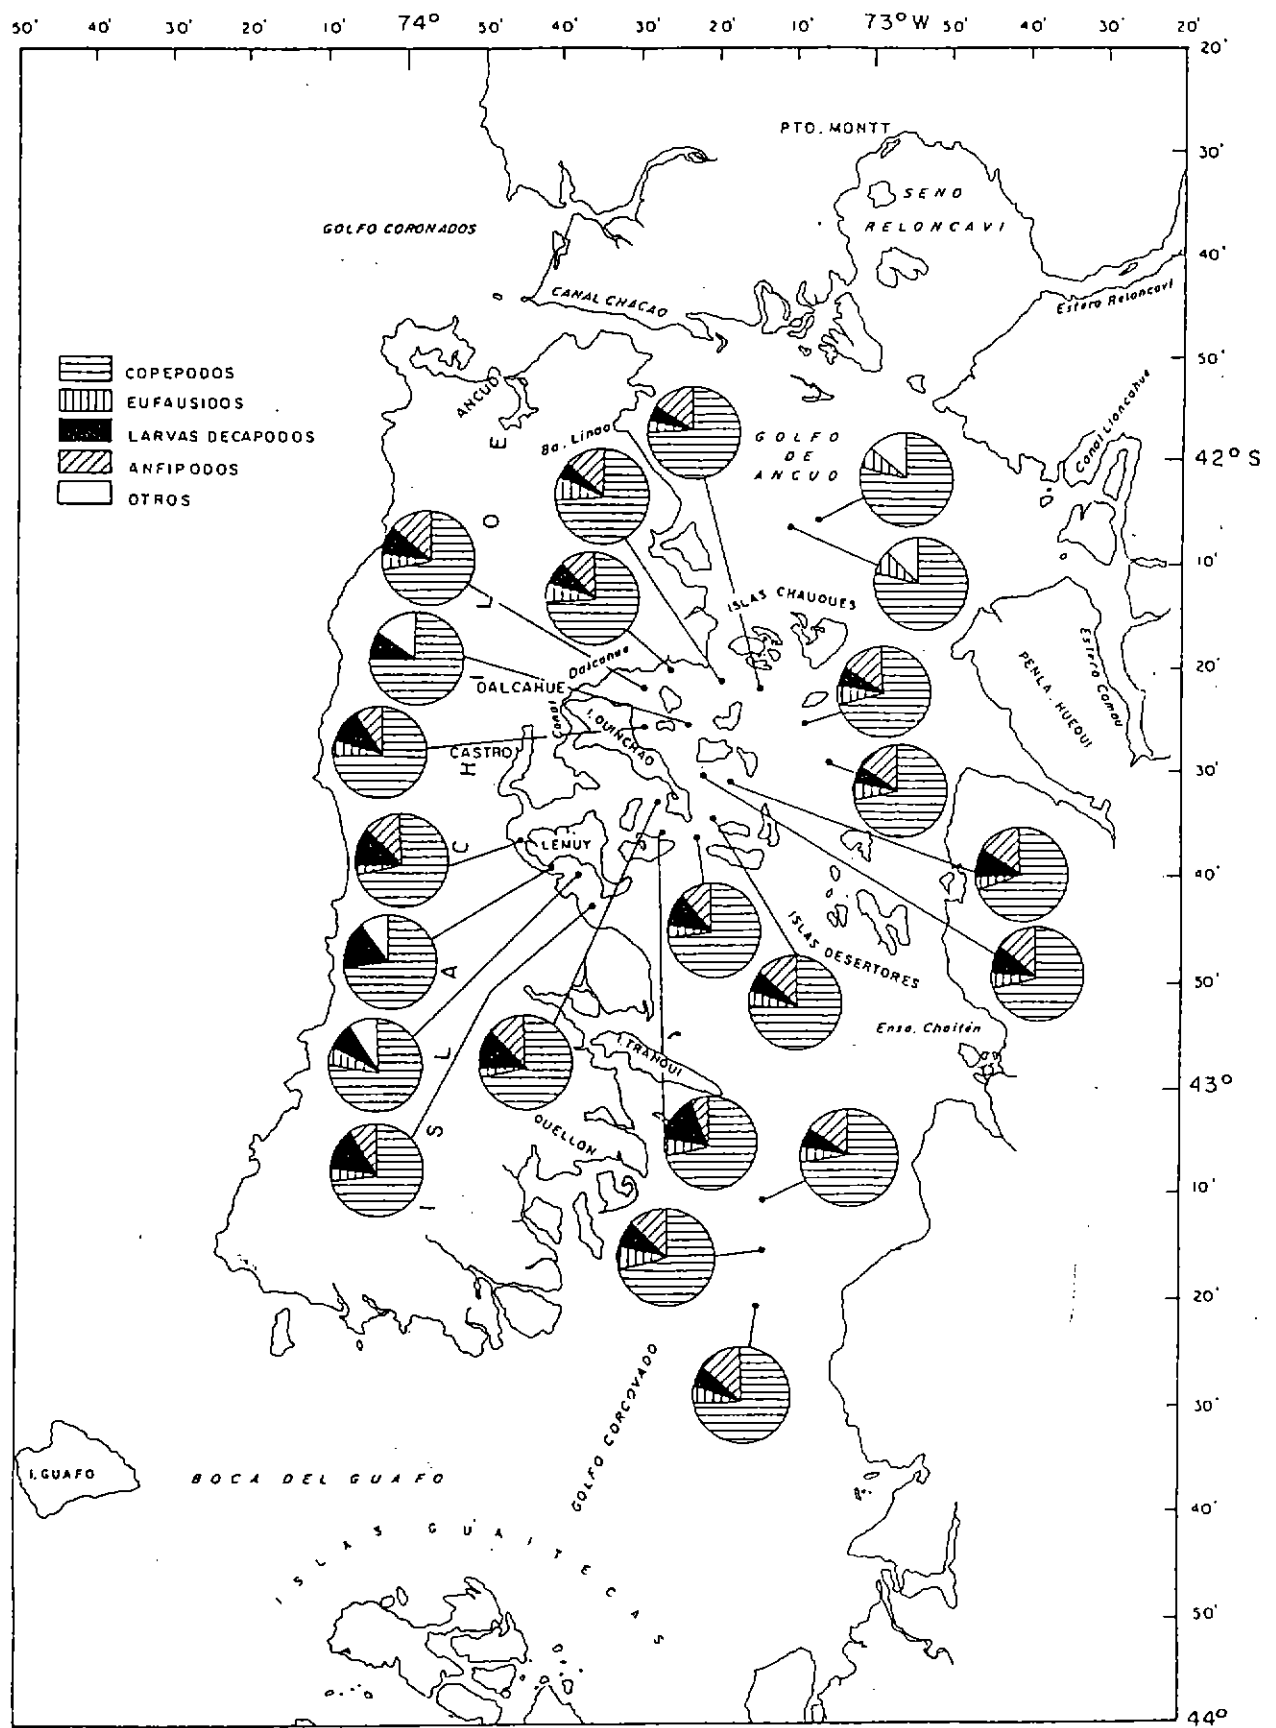 50' 40' 30' 20' 10' 74° 50' 40' 30' 20' 10' 73°W 50' 40' 30' 20'
20'
PTO. MONTT
30'
SENO
RELONCAVI
GOLFO CORONADOS
40'
CANAL CHACAO
Estero Reloncavi
50'
COPEPODOS
EUFAUSIDOS
LARVAS DECAPODOS
ANFIPODOS
OTROS
ANCUD
Ba. Linao
GOLFO
DE
ANCUD
Canal Llancahue
42°S
10'
ISLAS CHAUQUES
PENLA. HUEQUI
Estero Comau
20'
Canal Dalcahue
DALCAHUE
I. QUINCHAO
CASTRO
30'
LEMUY
40'
ISLAS DESERTORES
50'
Ensa. Chaitén
I. TRANQUI
43°
QUELLON
ISLA CHILOE
10'
20'
GOLFO CORCOVADO
30'
I. GUAFO
BOCA DEL GUAFO
40'
ISLAS GUAITECAS
50'
44°